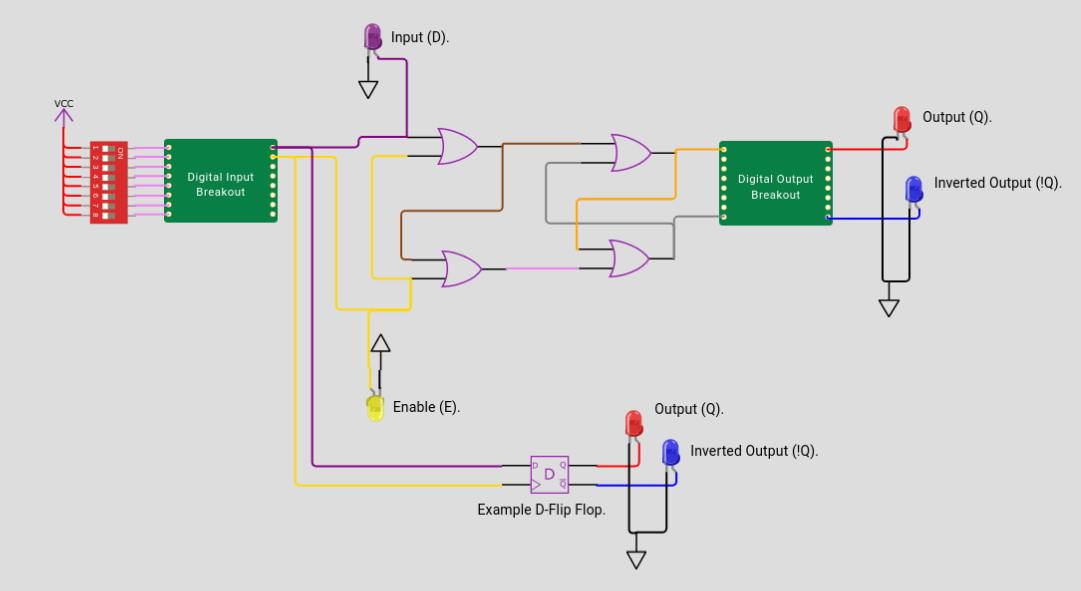 Input (D).
VCC
ON
1
2
3
4
5
6
7
8
Digital Input
Breakout
Digital Output
Breakout
Output (Q).
Inverted Output (!Q).
Enable (E).
Output (Q).
Inverted Output (!Q).
D Q
D
Q
Example D-Flip Flop.